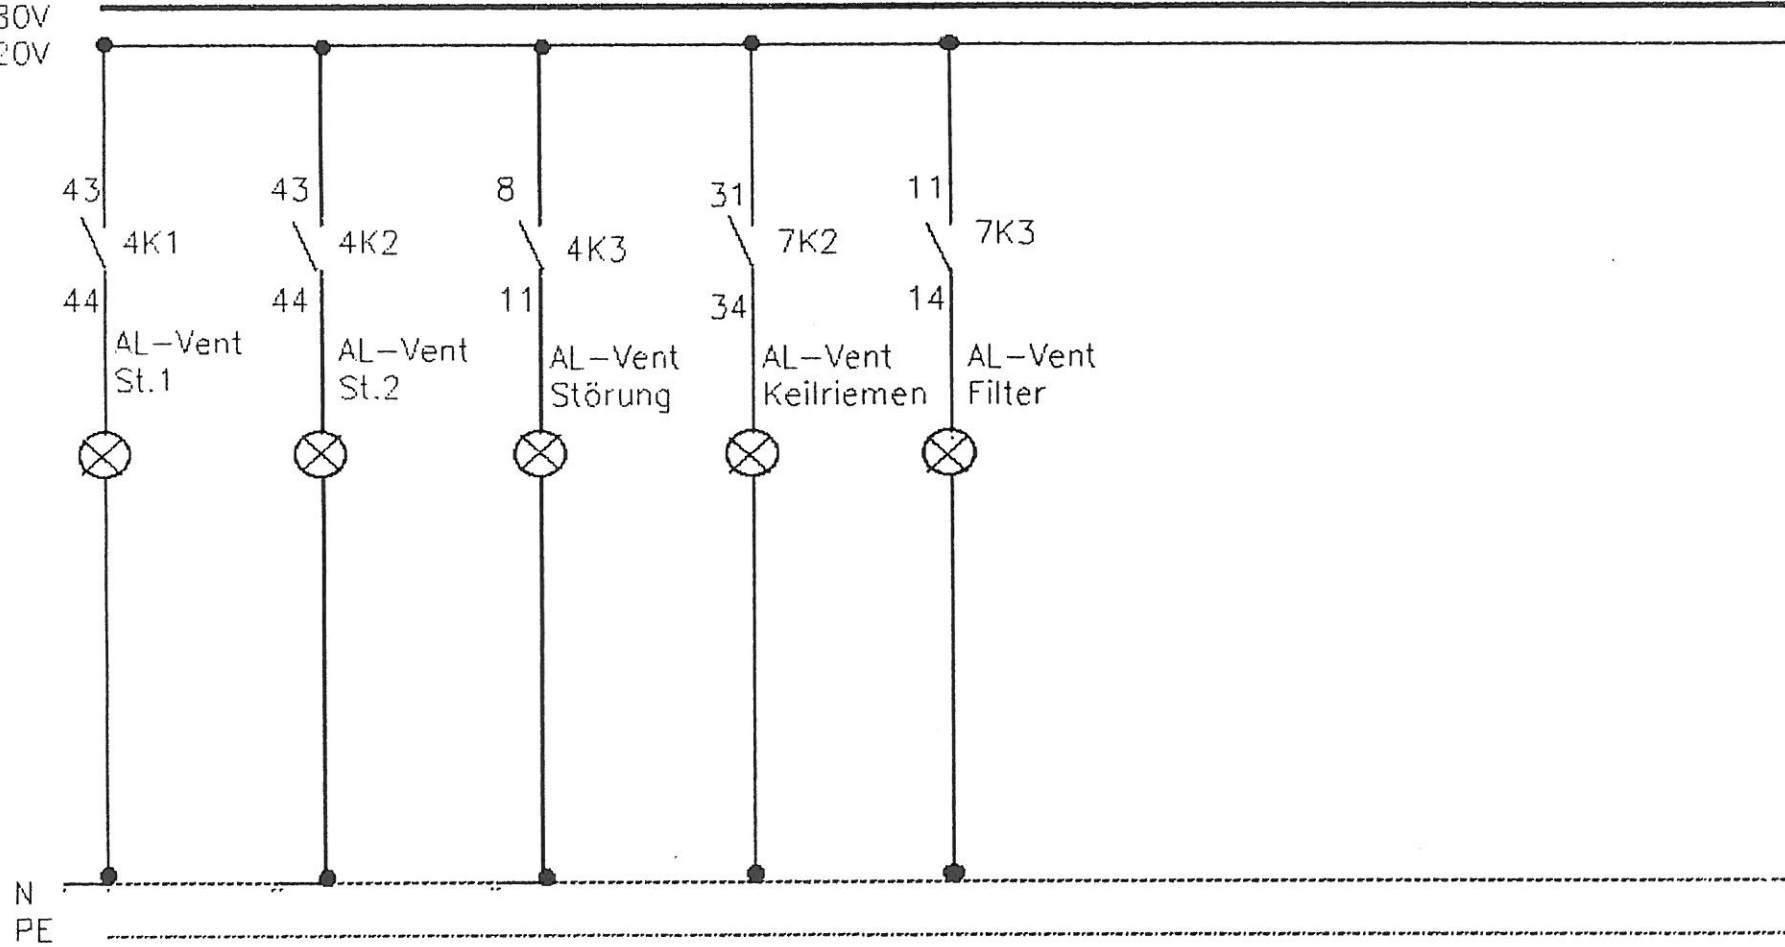 80V
20V
43
4K1
44
AL-Vent
St.1
43
4K2
44
AL-Vent
St.2
8
4K3
11
AL-Vent
Störung
31
7K2
34
AL-Vent
Keilriemen
11
7K3
14
AL-Vent
Filter
N
PE